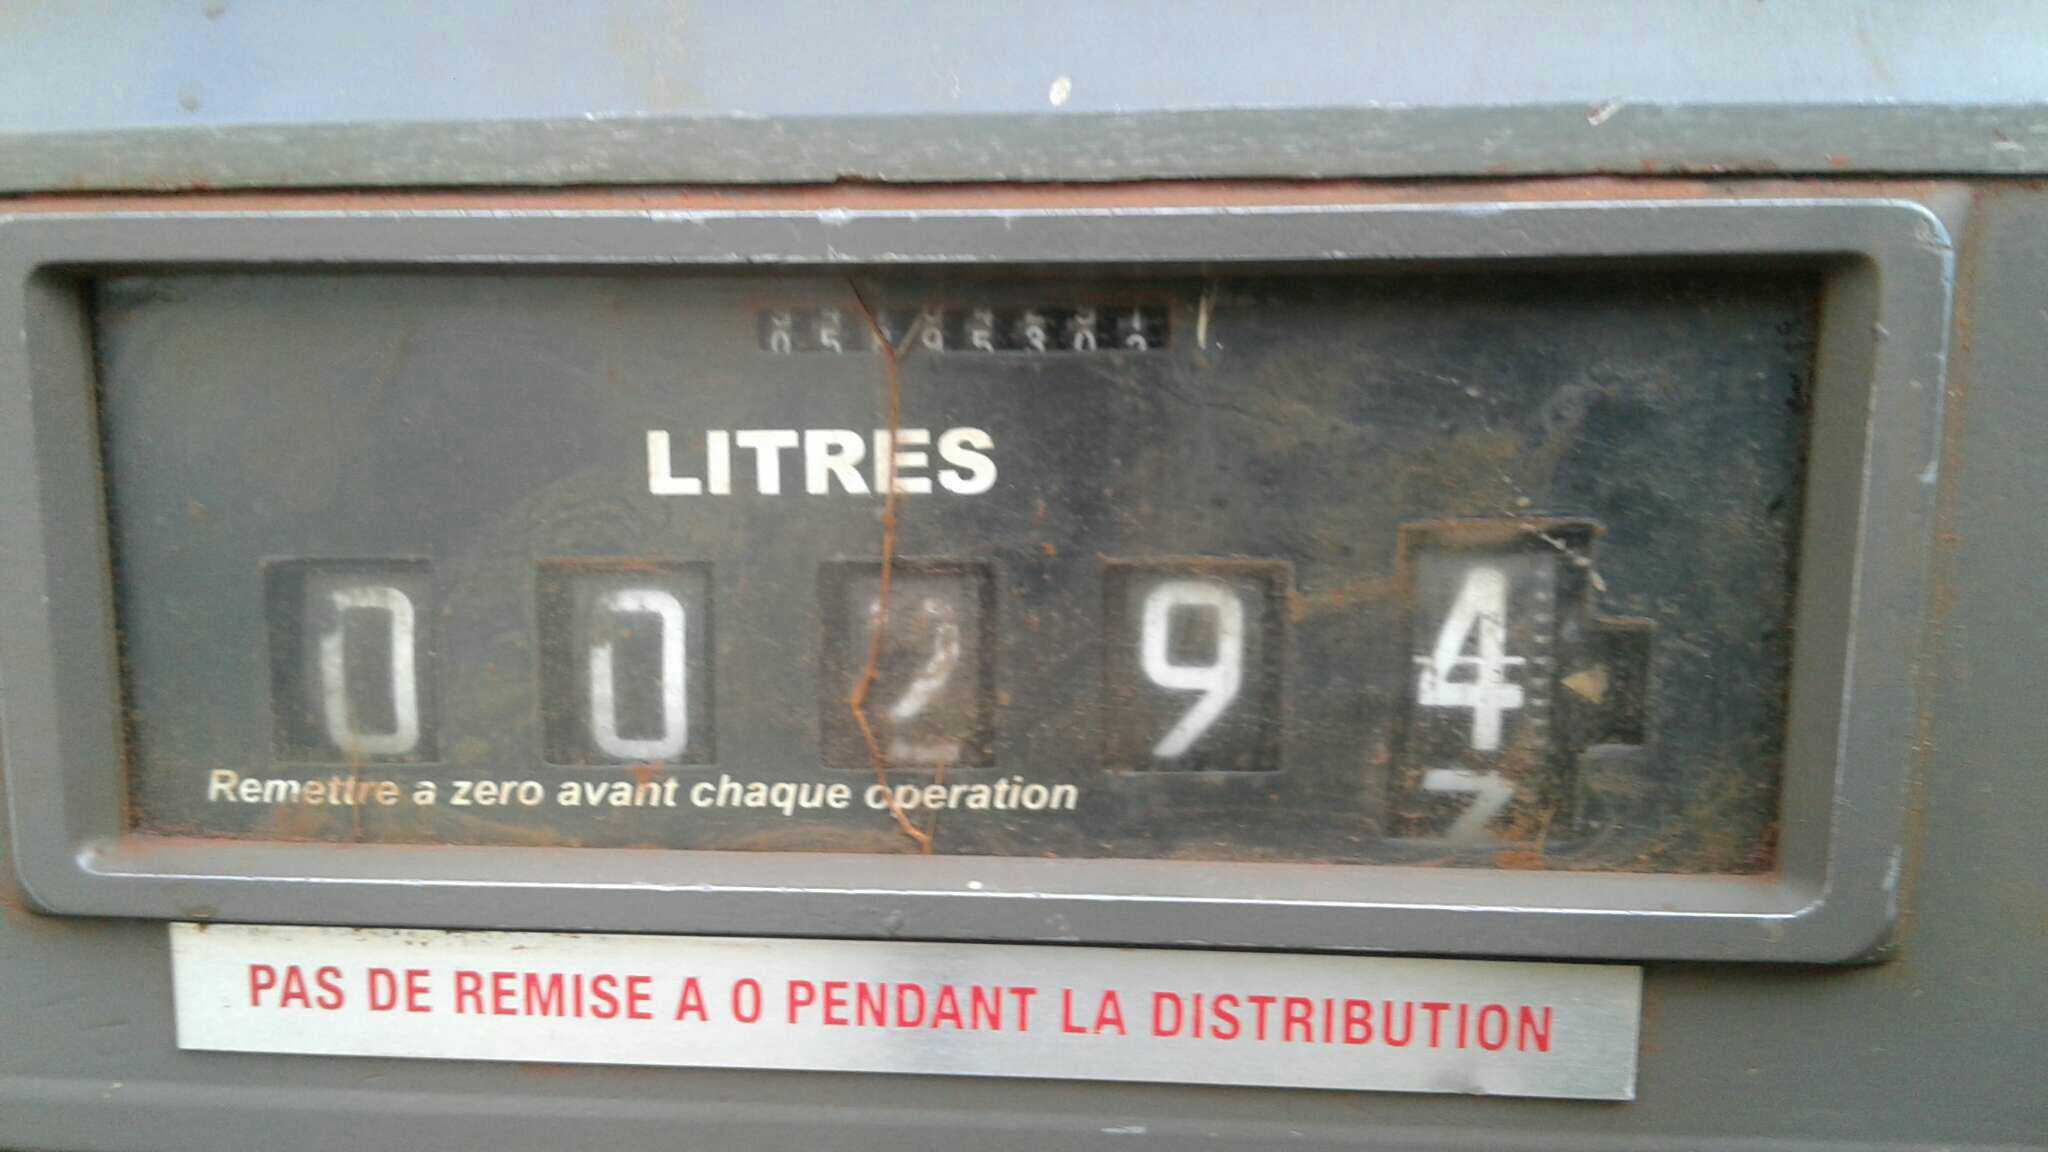 LITRES
0 0 2 9 4
Remettre a zero avant chaque operation
PAS DE REMISE A 0 PENDANT LA DISTRIBUTION